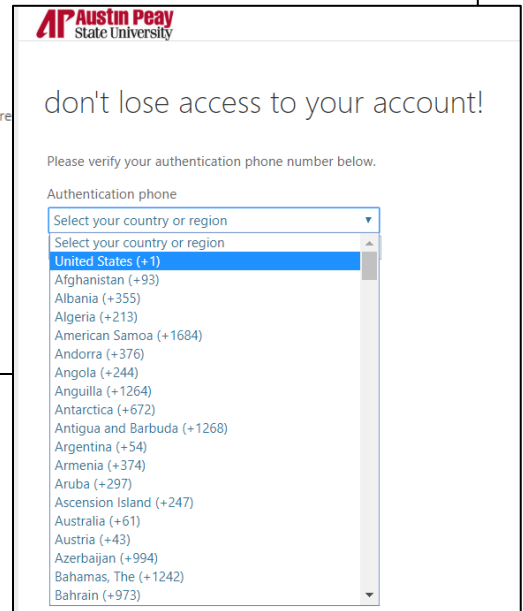 Austin Peay
State University
re
don't lose access to your account!
Please verify your authentication phone number below.
Authentication phone
Select your country or region
Select your country or region
United States (+1)
Afghanistan (+93)
Albania (+355)
Algeria (+213)
American Samoa (+1684)
Andorra (+376)
Angola (+244)
Anguilla (+1264)
Antarctica (+672)
Antigua and Barbuda (+1268)
Argentina (+54)
Armenia (+374)
Aruba (+297)
Ascension Island (+247)
Australia (+61)
Austria (+43)
Azerbaijan (+994)
Bahamas, The (+1242)
Bahrain (+973)